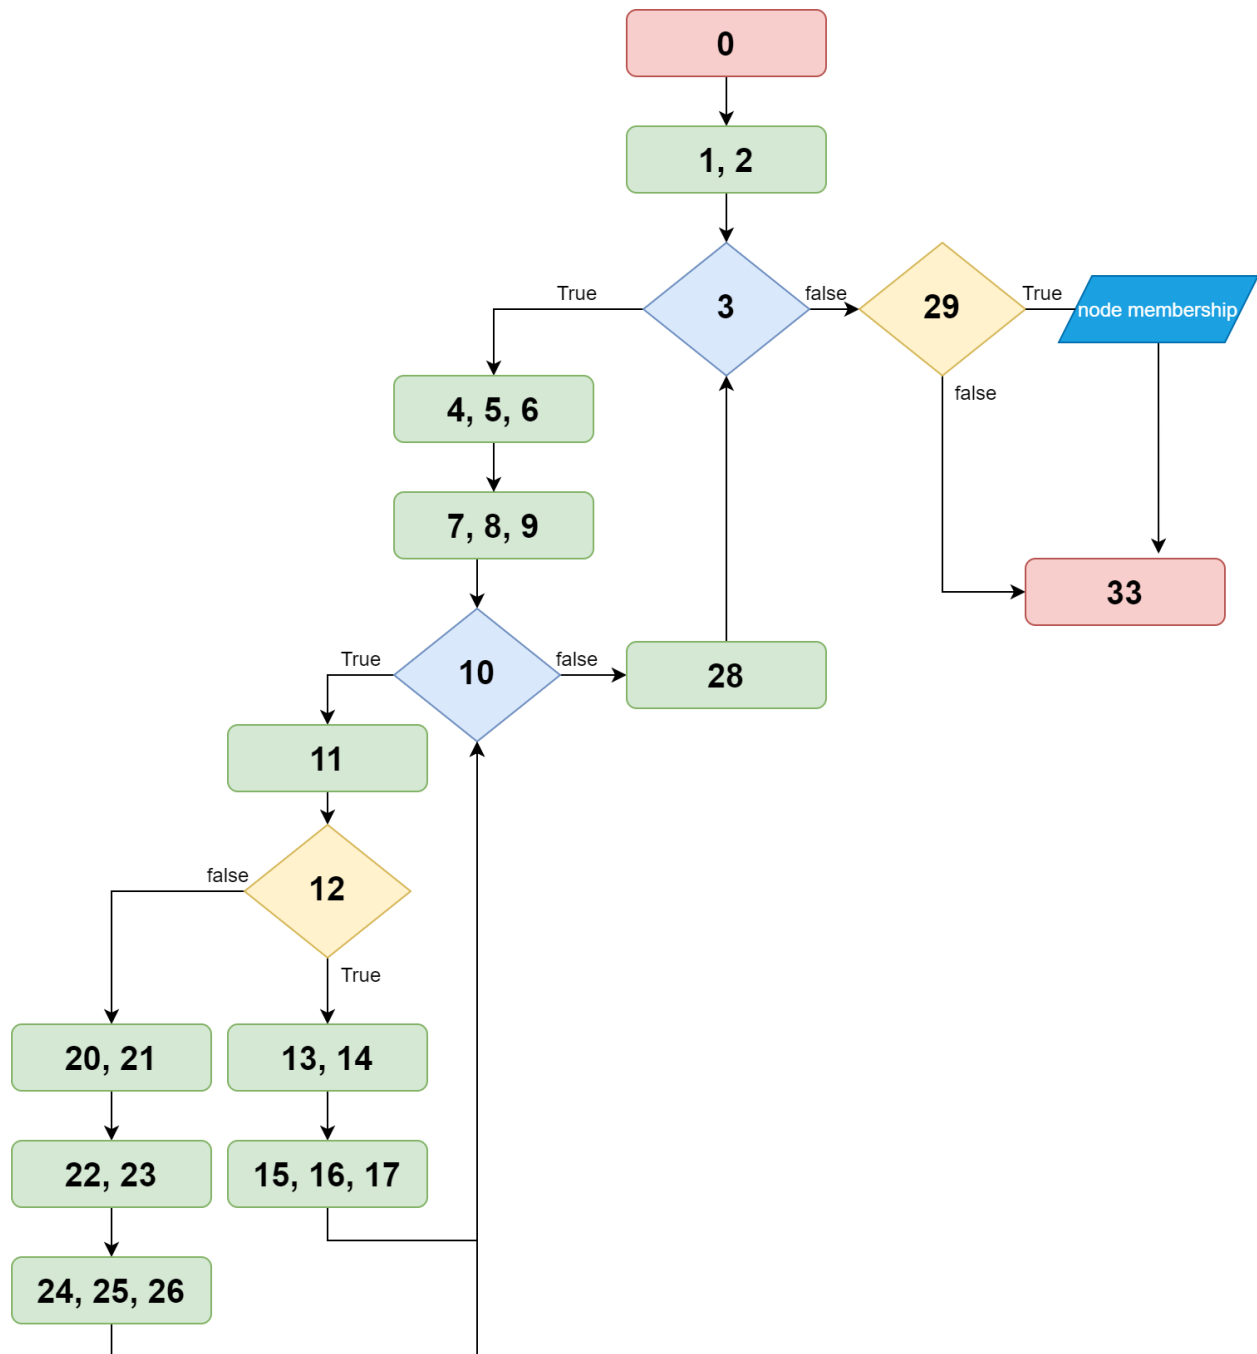 0
1, 2
3
True
false
29
True
node membership
false
4, 5, 6
7, 8, 9
33
10
True
false
28
11
12
false
True
20, 21
13, 14
22, 23
15, 16, 17
24, 25, 26